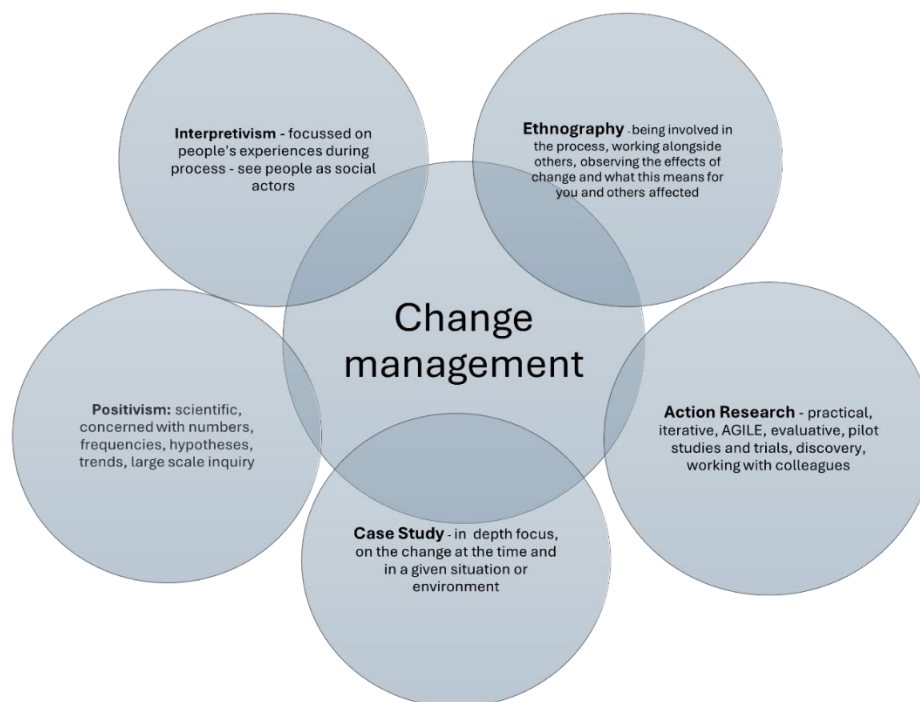 Interpretivism - focussed on
people's experiences during
process - see people as social
actors
Ethnography - being involved in
the process, working alongside
others, observing the effects of
change and what this means for
you and others affected
Change
management
Positivism: scientific,
concerned with numbers,
frequencies, hypotheses,
trends, large scale inquiry
Action Research - practical,
iterative, AGILE, evaluative, pilot
studies and trials, discovery,
working with colleagues
Case Study - in depth focus,
on the change at the time and
in a given situation or
environment